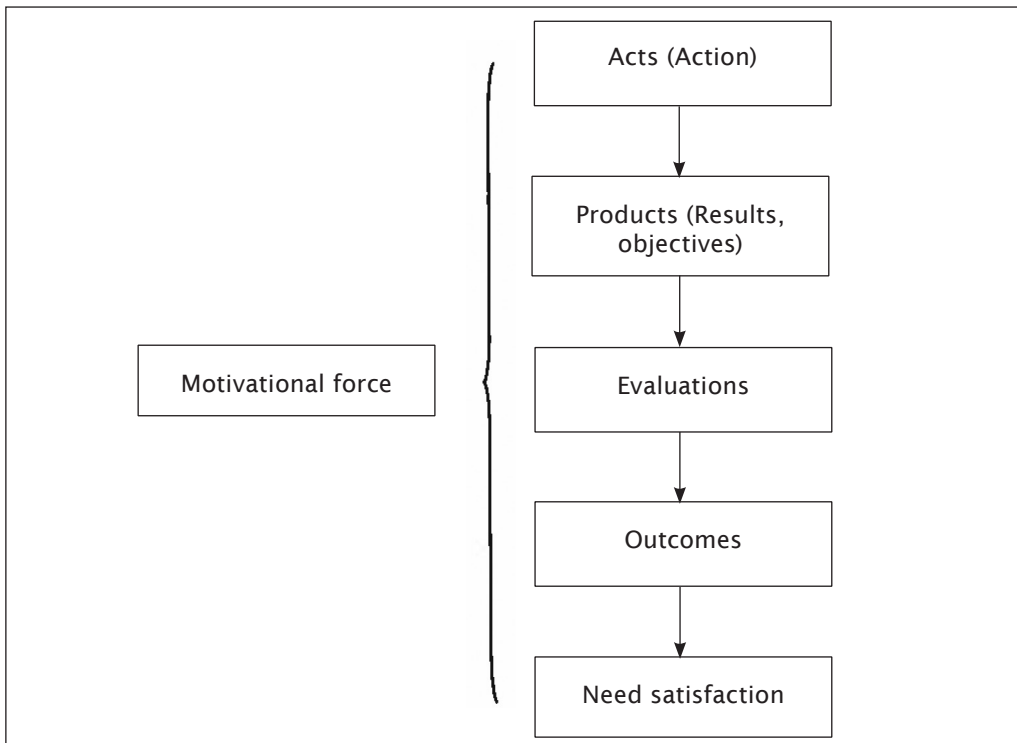 Acts (Action)
Products (Results,
objectives)
Motivational force
Evaluations
Outcomes
Need satisfaction